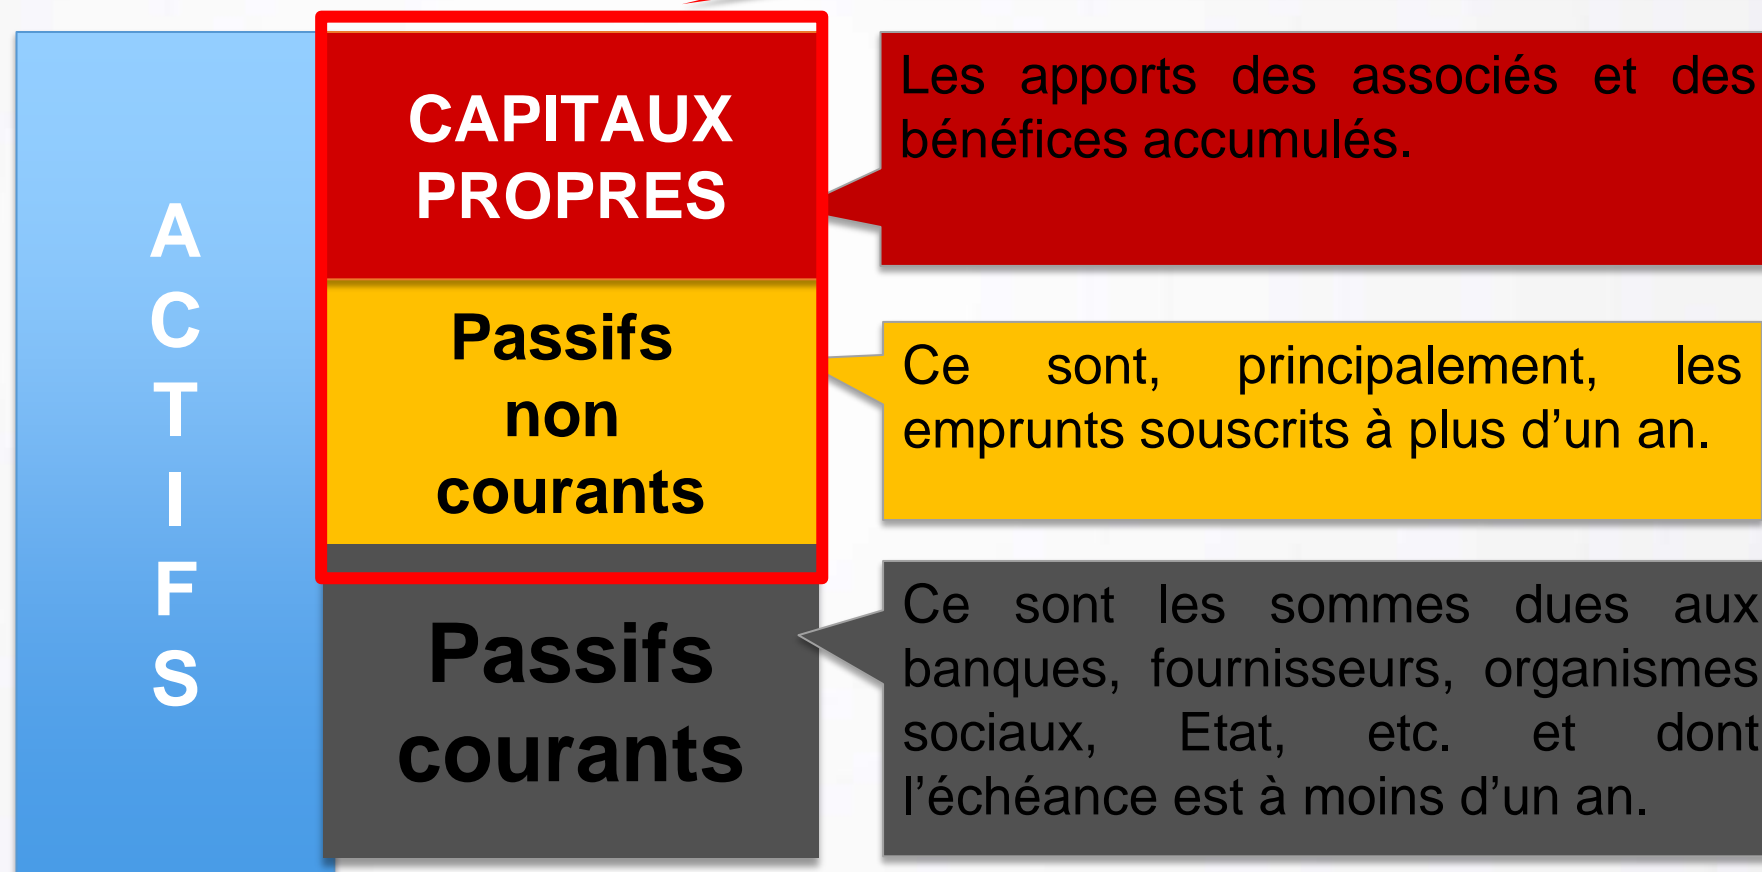 A
C
T
I
F
S
CAPITAUX
PROPRES
Passifs
non
courants
Passifs
courants
Les apports des associés et des
bénéfices accumulés.
Ce sont, principalement, les
emprunts souscrits à plus d’un an.
Ce sont les sommes dues aux
banques, fournisseurs, organismes
sociaux, Etat, etc. et dont
l’échéance est à moins d’un an.